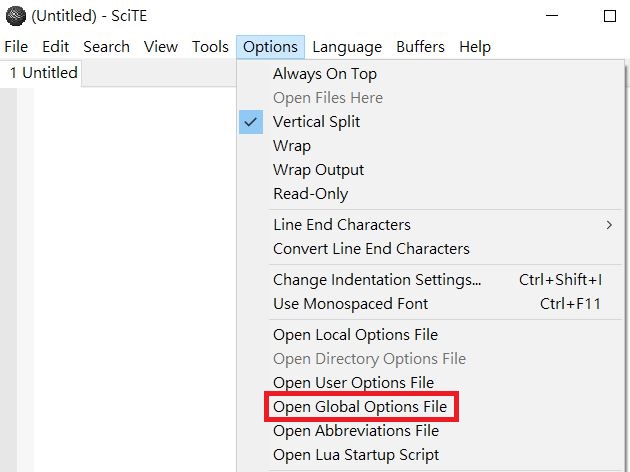 (Untitled) - SciTE
File Edit Search View Tools Options Language Buffers Help
1 Untitled
Always On Top
Open Files Here
Vertical Split
Wrap
Wrap Output
Read-Only
Line End Characters
Convert Line End Characters
Change Indentation Settings... Ctrl+Shift+I
Use Monospaced Font Ctrl+F11
Open Local Options File
Open Directory Options File
Open User Options File
Open Global Options File
Open Abbreviations File
Open Lua Startup Script